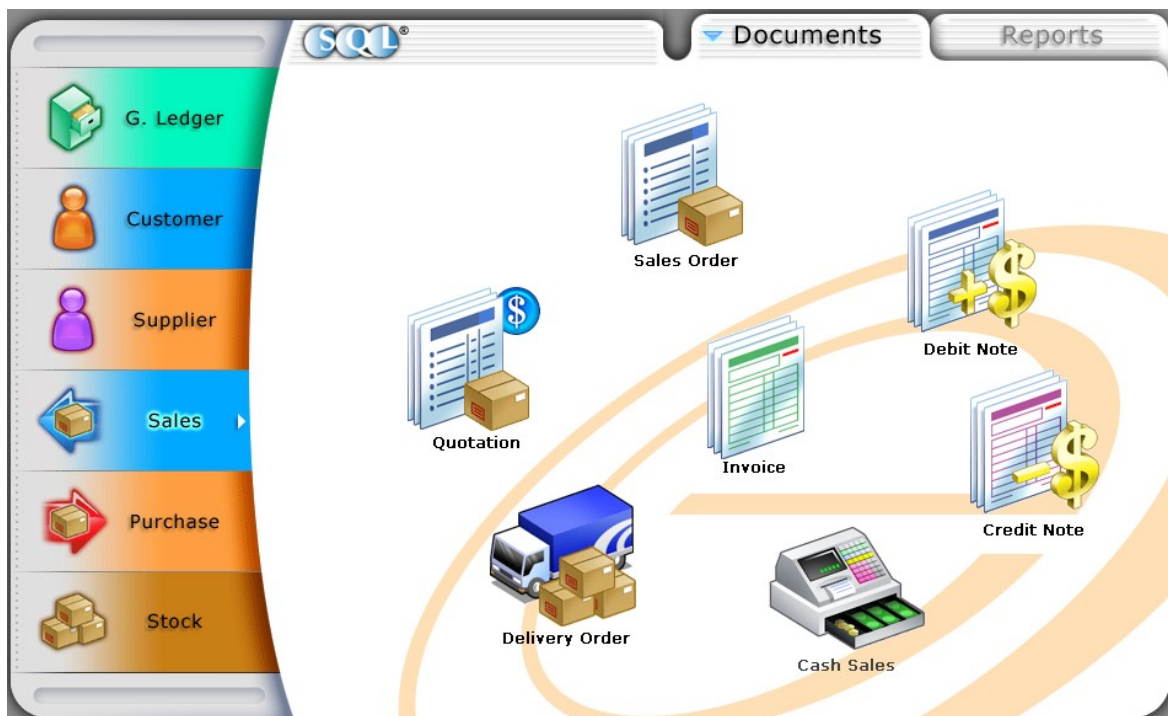 SQL®
Documents
Reports
G. Ledger
Customer
Supplier
Sales
Purchase
Stock
Sales Order
Debit Note
Quotation
Invoice
Credit Note
Delivery Order
Cash Sales